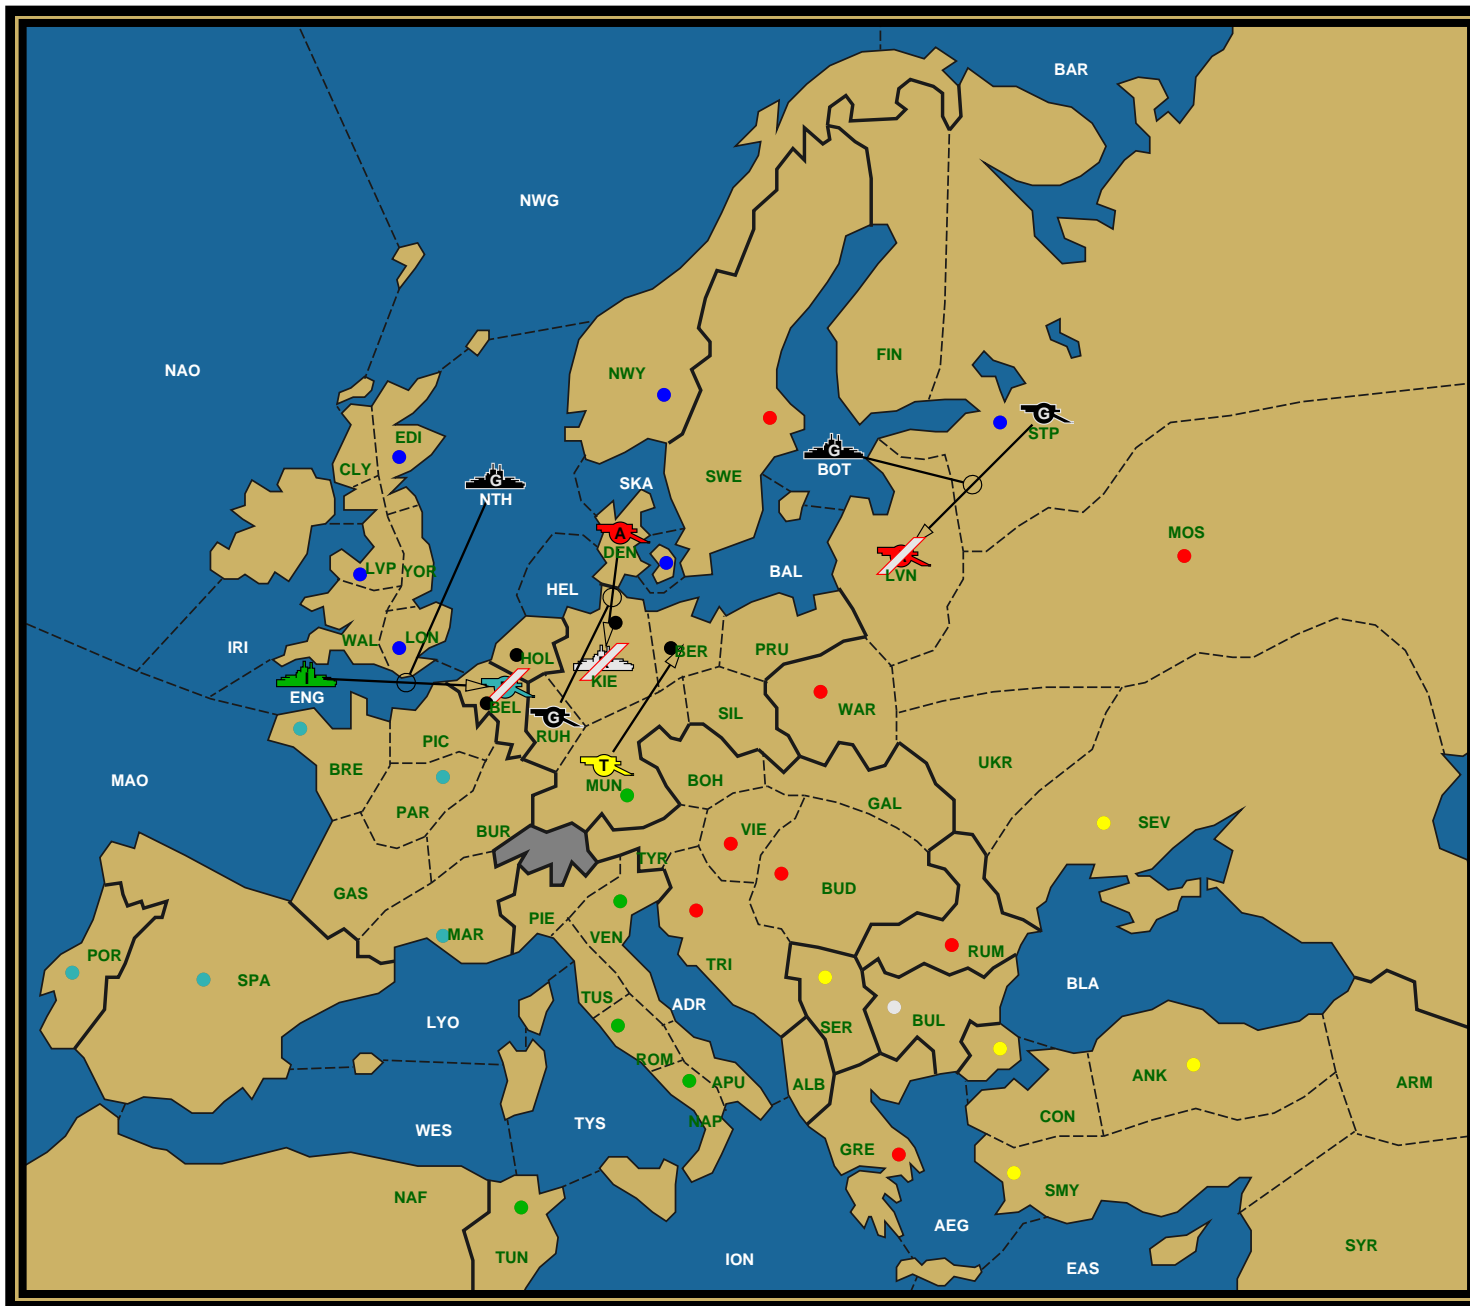 BAR
NWG
NAO
FIN
NWY
G
STP
EDI
G
BOT
CLY
G
NTH
SKA
SWE
MOS
A
DEN
LVN
LVP
YOR
BAL
HEL
IRI
WAL
LON
HOL
BER
PRU
KIE
I
ENG
BEL
G
RUH
SIL
WAR
PIC
UKR
T
MUN
BRE
BOH
MAO
GAL
PAR
SEV
BUR
VIE
TYR
GAS
BUD
PIE
MAR
VEN
POR
RUM
SPA
TRI
BLA
TUS
ADR
LYO
BUL
SER
ROM
ANK
APU
ALB
ARM
CON
NAP
WES
TYS
GRE
SMY
NAF
AEG
SYR
TUN
ION
EAS